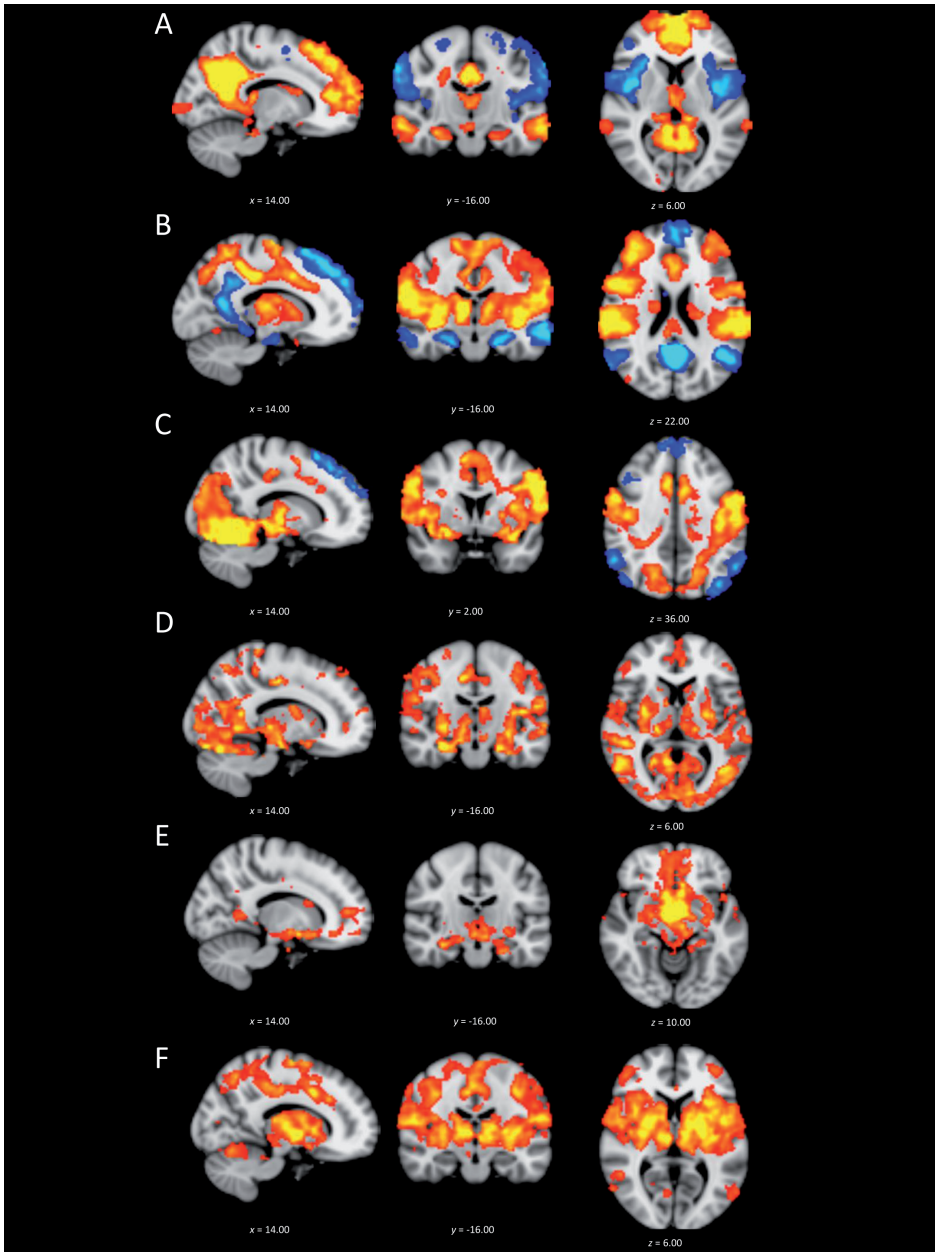 A
x = 14.00
y = -16.00
z = 6.00
B
x = 14.00
y = -16.00
z = 22.00
C
x = 14.00
y = 2.00
z = 36.00
D
x = 14.00
y = -16.00
z = 6.00
E
x = 14.00
y = -16.00
z = 10.00
F
x = 14.00
y = -16.00
z = 6.00